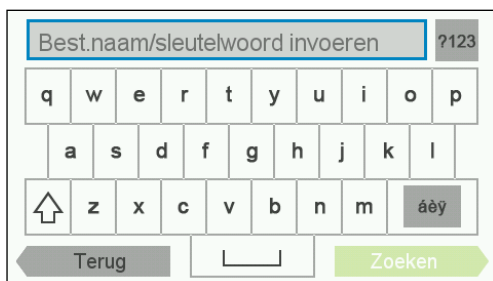 Best.naam/sleutelwoord invoeren ?123
q w e r t y u i o p
a s d f g h j k l
z x c v b n m áèÿ
Terug Zoeken